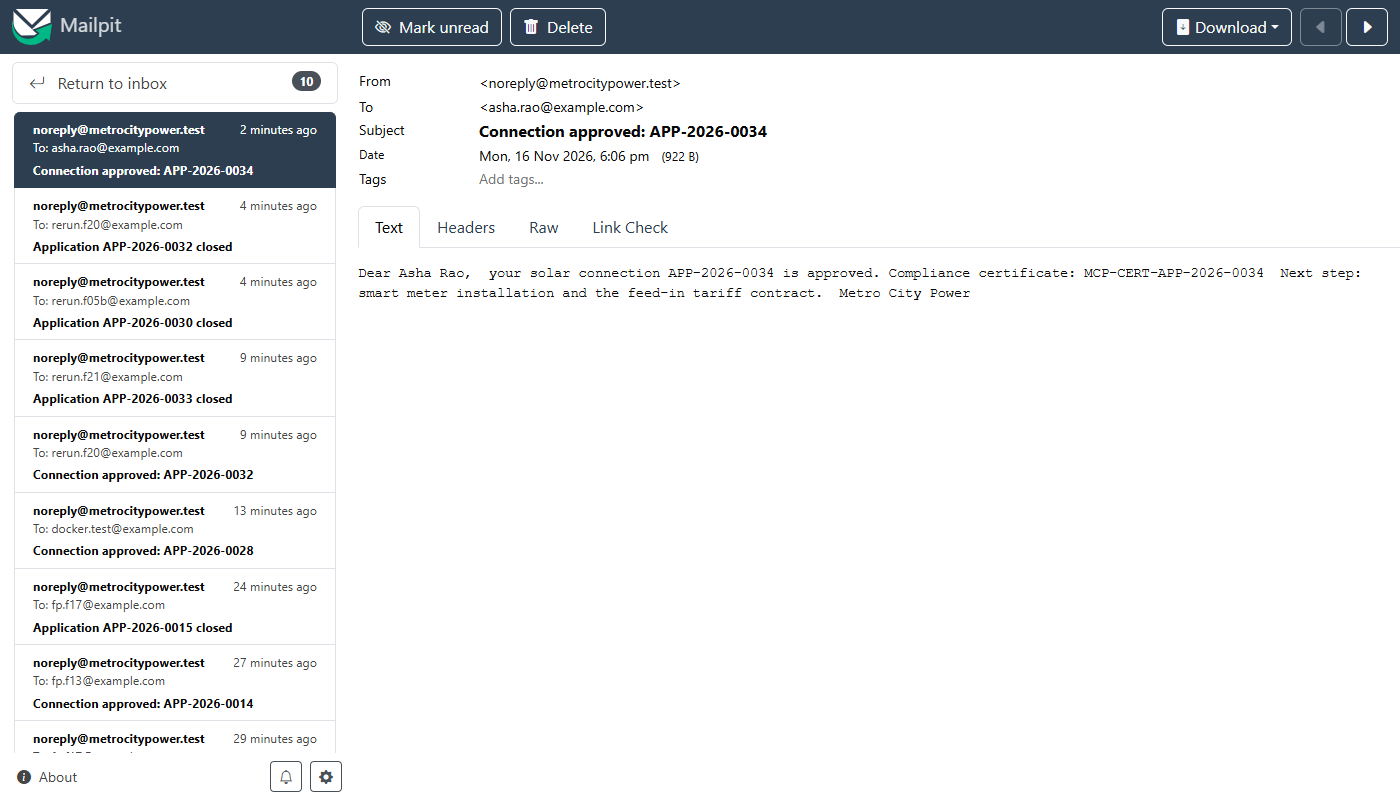 Mailpit
Mark unread
Delete
Download
Return to inbox
10
noreply@metrocitypower.test 2 minutes ago
To: asha.rao@example.com
Connection approved: APP-2026-0034
noreply@metrocitypower.test 4 minutes ago
To: rerun.f20@example.com
Application APP-2026-0032 closed
noreply@metrocitypower.test 4 minutes ago
To: rerun.f05b@example.com
Application APP-2026-0030 closed
noreply@metrocitypower.test 9 minutes ago
To: rerun.f21@example.com
Application APP-2026-0033 closed
noreply@metrocitypower.test 9 minutes ago
To: rerun.f20@example.com
Connection approved: APP-2026-0032
noreply@metrocitypower.test 13 minutes ago
To: docker.test@example.com
Connection approved: APP-2026-0028
noreply@metrocitypower.test 24 minutes ago
To: fp.f17@example.com
Application APP-2026-0015 closed
noreply@metrocitypower.test 27 minutes ago
To: fp.f13@example.com
Connection approved: APP-2026-0014
noreply@metrocitypower.test 29 minutes ago
About
From <noreply@metrocitypower.test>
To <asha.rao@example.com>
Subject Connection approved: APP-2026-0034
Date Mon, 16 Nov 2026, 6:06 pm (922 B)
Tags Add tags...
Text Headers Raw Link Check
Dear Asha Rao,  your solar connection APP-2026-0034 is approved. Compliance certificate: MCP-CERT-APP-2026-0034  Next step:
smart meter installation and the feed-in tariff contract.  Metro City Power